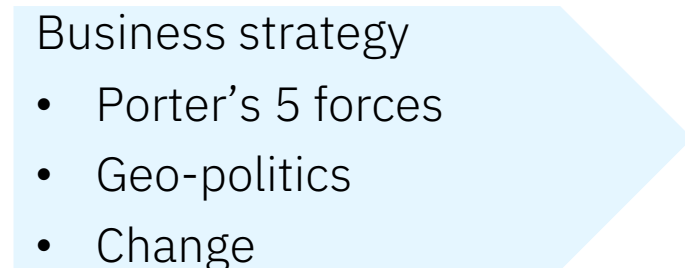 Business strategy
• Porter’s 5 forces
• Geo-politics
• Change